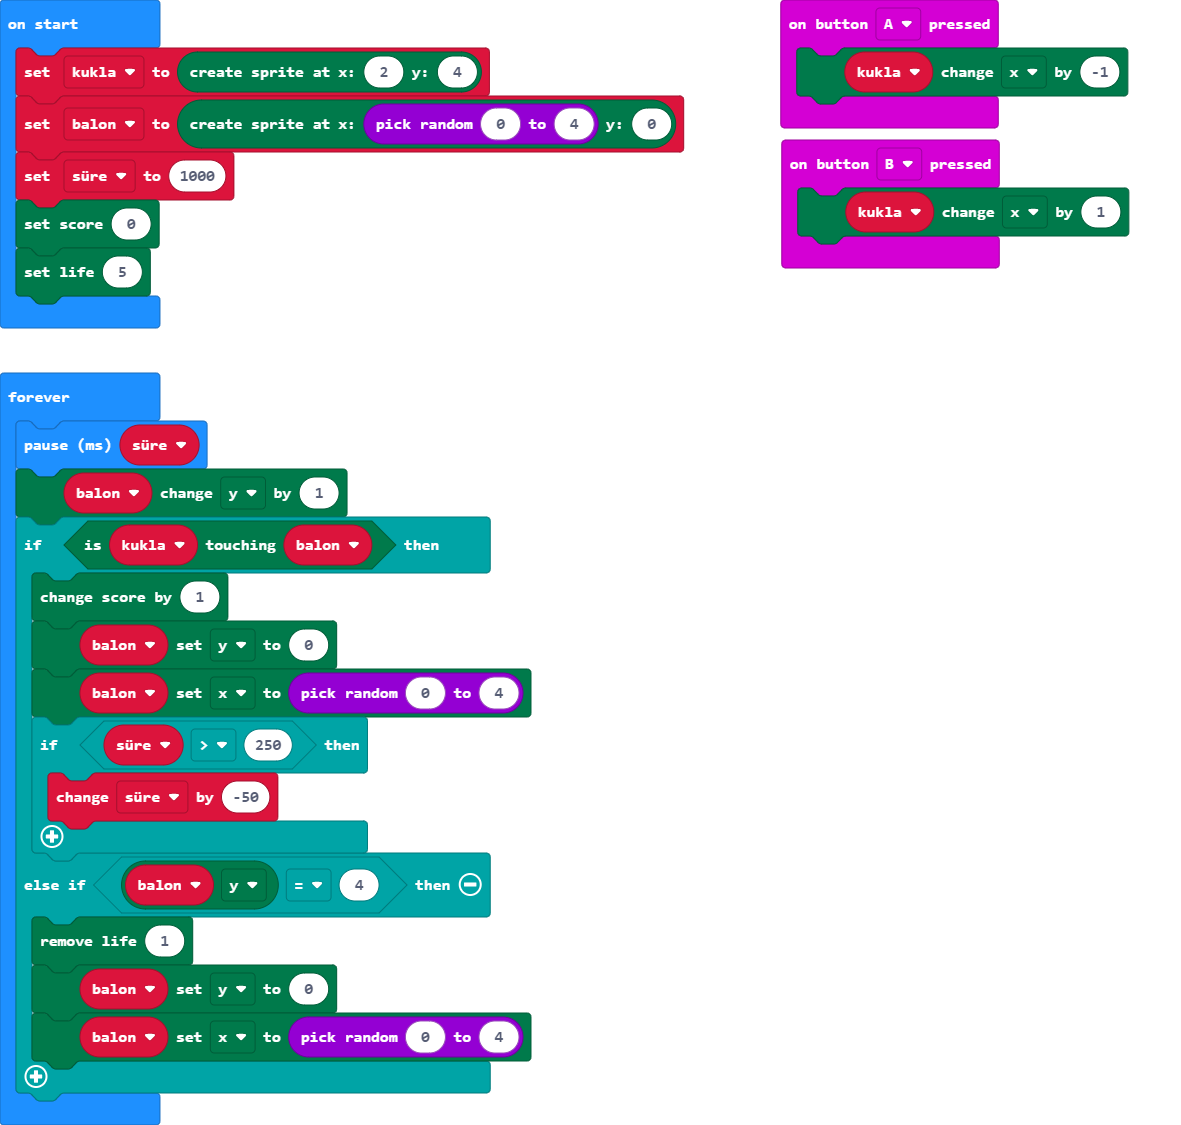 on start
set kukla to create sprite at x: 2 y: 4
set balon to create sprite at x: pick random 0 to 4 y: 0
set süre to 1000
set score 0
set life 5
on button A pressed
kukla change x by -1
on button B pressed
kukla change x by 1
forever
pause (ms) süre
balon change y by 1
if is kukla touching balon then
change score by 1
balon set y to 0
balon set x to pick random 0 to 4
if süre > 250 then
change süre by -50
else if balon y = 4 then
remove life 1
balon set y to 0
balon set x to pick random 0 to 4